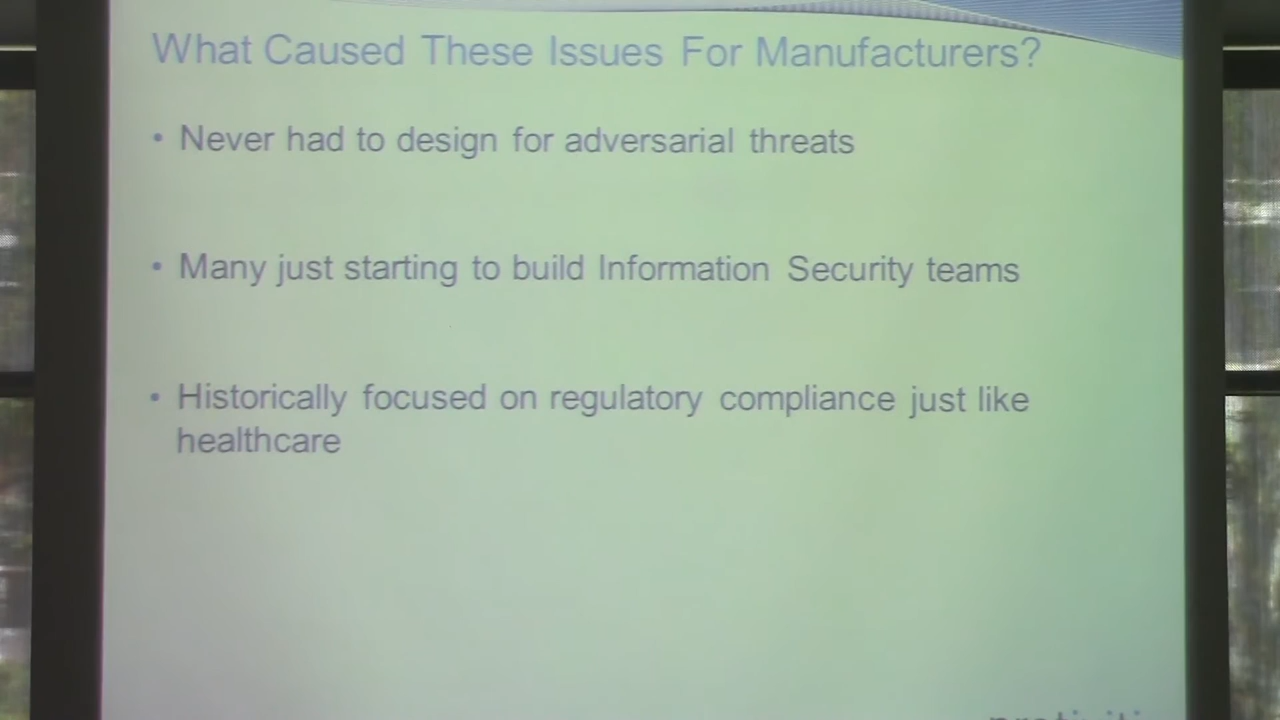 What Caused These Issues For Manufacturers?
• Never had to design for adversarial threats
• Many just starting to build Information Security teams
• Historically focused on regulatory compliance just like
healthcare